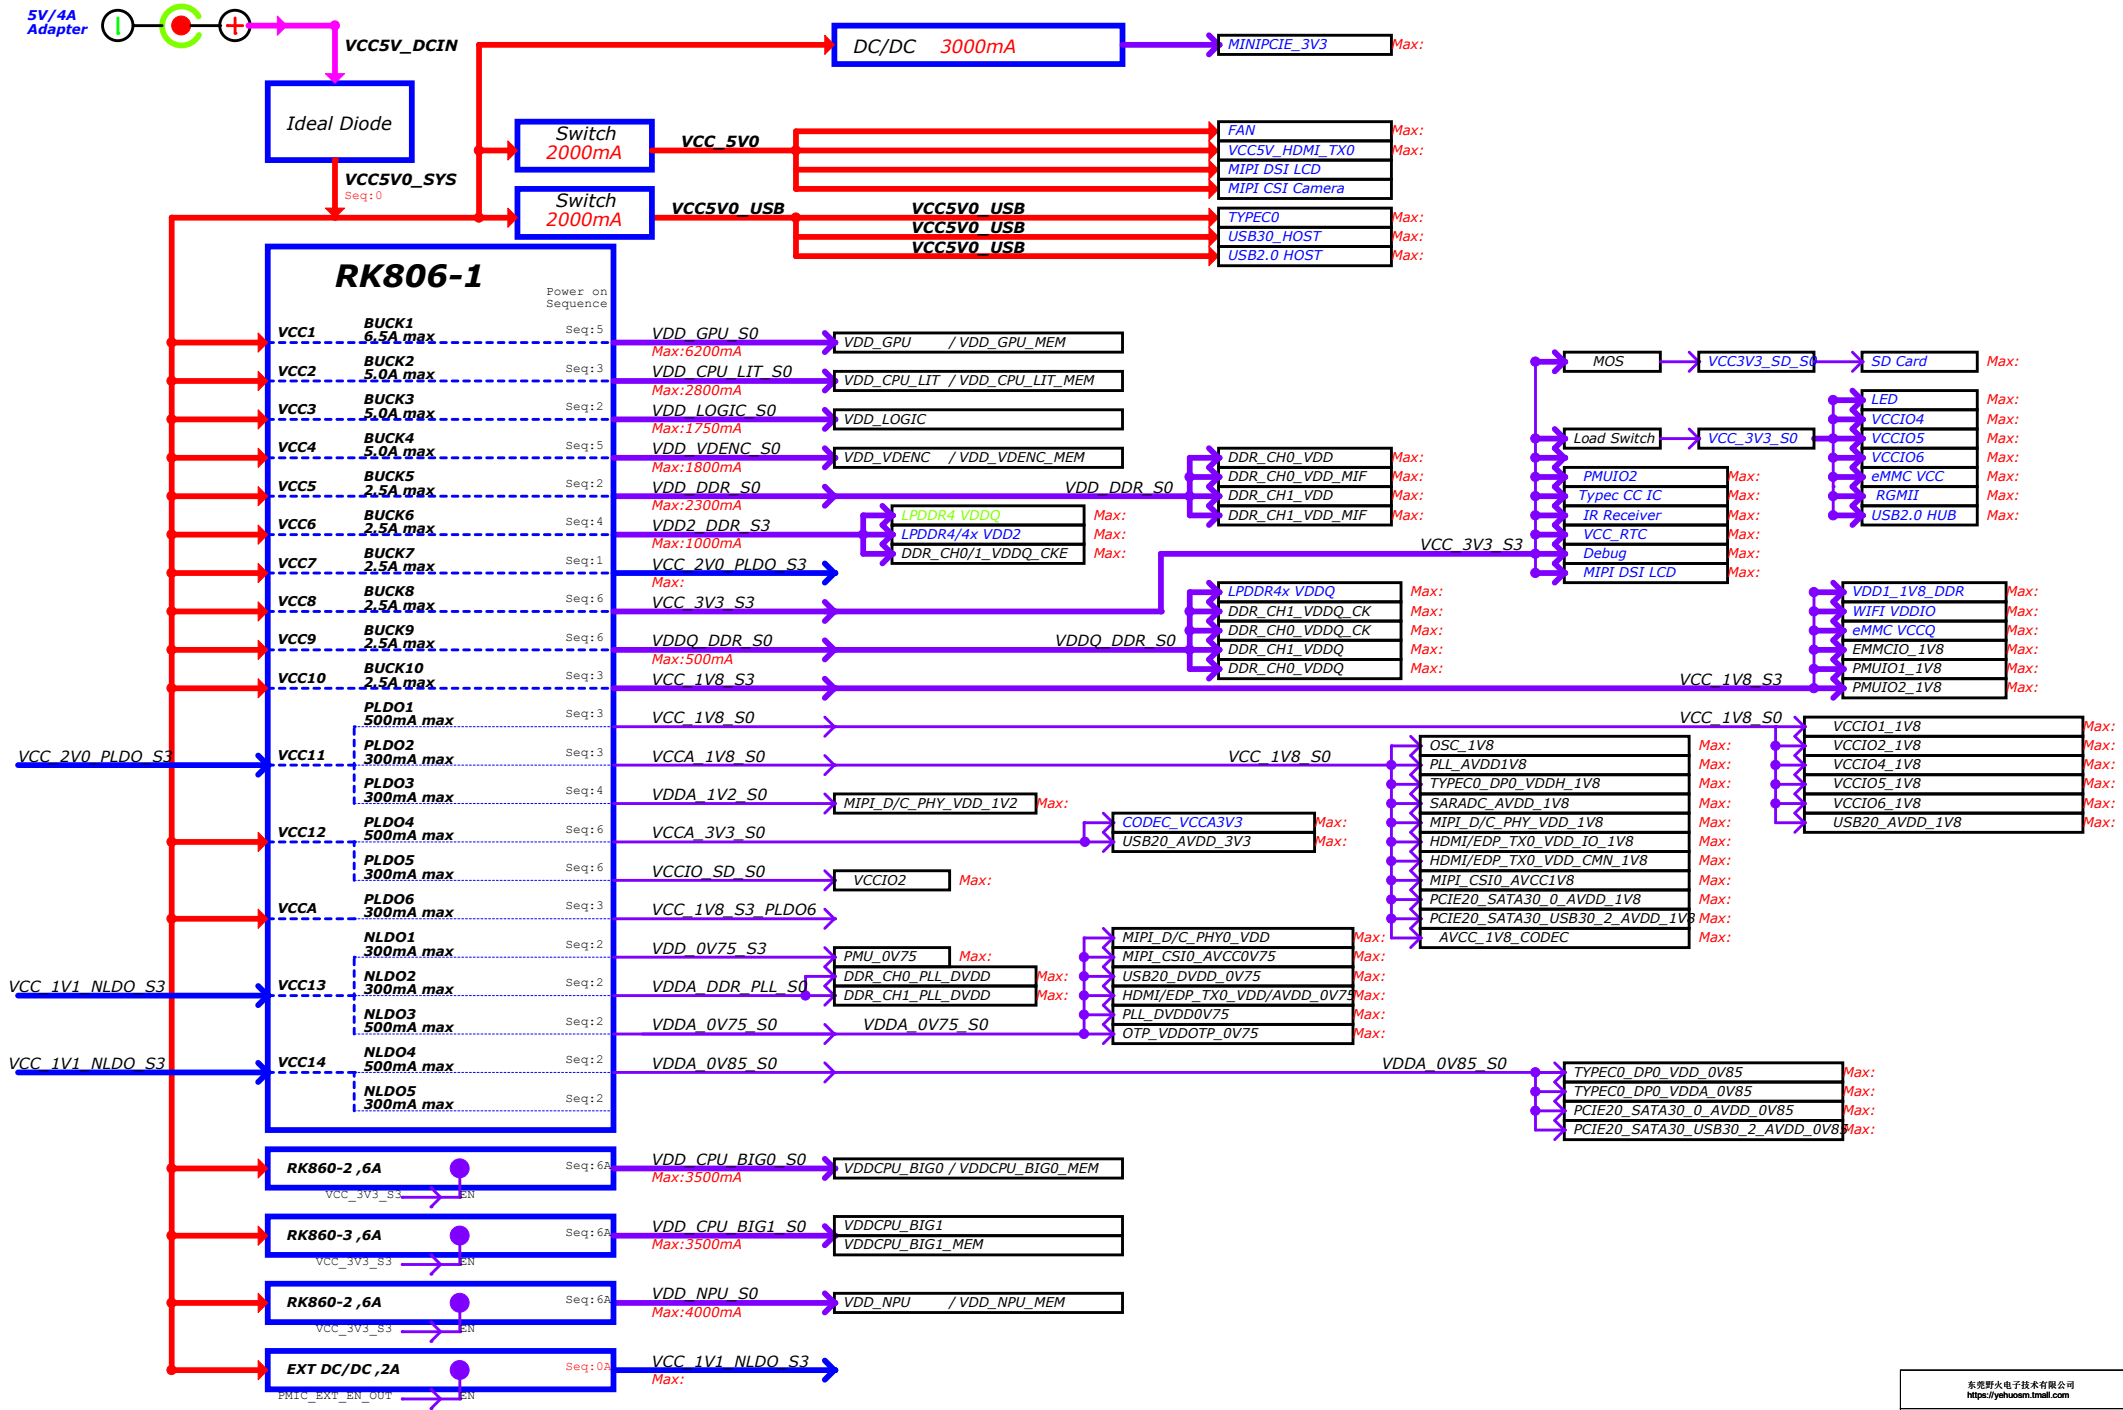 5V/4A
Adapter
VCC5V_DCIN
Ideal Diode
VCC5V0_SYS
Seq:0
DC/DC 3000mA
MINIPCIE_3V3 Max:
Switch
2000mA
VCC_5V0
FAN Max:
VCC5V_HDMI_TX0 Max:
MIPI DSI LCD
MIPI CSI Camera
Switch
2000mA
VCC5V0_USB
VCC5V0_USB
VCC5V0_USB
VCC5V0_USB
TYPEC0 Max:
USB30_HOST Max:
USB2.0 HOST Max:
RK806-1
Power on
Sequence
VCC1 BUCK1
6.5A max
Seq:5 VDD_GPU_S0
Max:6200mA
VDD_GPU / VDD_GPU_MEM
VCC2 BUCK2
5.0A max
Seq:3 VDD_CPU_LIT_S0
Max:2800mA
VDD_CPU_LIT / VDD_CPU_LIT_MEM
VCC3 BUCK3
5.0A max
Seq:2 VDD_LOGIC_S0
Max:1750mA
VDD_LOGIC
VCC4 BUCK4
5.0A max
Seq:5 VDD_VDENC_S0
Max:1800mA
VDD_VDENC / VDD_VDENC_MEM
VCC5 BUCK5
2.5A max
Seq:2 VDD_DDR_S0
Max:2300mA
VDD_DDR_S0
DDR_CH0_VDD Max:
DDR_CH0_VDD_MIF Max:
DDR_CH1_VDD Max:
DDR_CH1_VDD_MIF Max:
VCC6 BUCK6
2.5A max
Seq:4 VDD2_DDR_S3
Max:1000mA
LPDDR4 VDDQ Max:
LPDDR4/4x VDD2 Max:
DDR_CH0/1_VDDQ_CKE Max:
VCC7 BUCK7
2.5A max
Seq:1 VCC_2V0_PLDO_S3
Max:
VCC8 BUCK8
2.5A max
Seq:6 VCC_3V3_S3
VCC_3V3_S3
MOS VCC3V3_SD_S0 SD Card Max:
Load Switch VCC_3V3_S0
LED Max:
VCCIO4 Max:
VCCIO5 Max:
VCCIO6 Max:
eMMC VCC Max:
RGMII Max:
USB2.0 HUB Max:
PMUIO2 Max:
Typec CC IC Max:
IR Receiver Max:
VCC_RTC Max:
Debug Max:
MIPI DSI LCD Max:
VCC9 BUCK9
2.5A max
Seq:6 VDDQ_DDR_S0
Max:500mA
VDDQ_DDR_S0
LPDDR4x VDDQ Max:
DDR_CH1_VDDQ_CK Max:
DDR_CH0_VDDQ_CK Max:
DDR_CH1_VDDQ Max:
DDR_CH0_VDDQ Max:
VCC10 BUCK10
2.5A max
Seq:3 VCC_1V8_S3
VCC_1V8_S3
VDD1_1V8_DDR Max:
WIFI VDDIO Max:
eMMC VCCQ Max:
EMMCIO_1V8 Max:
PMUIO1_1V8 Max:
PMUIO2_1V8 Max:
PLDO1
500mA max
Seq:3 VCC_1V8_S0
VCC_1V8_S0
VCCIO1_1V8 Max:
VCCIO2_1V8 Max:
VCCIO4_1V8 Max:
VCCIO5_1V8 Max:
VCCIO6_1V8 Max:
USB20_AVDD_1V8 Max:
VCC_2V0_PLDO_S3
VCC11 PLDO2
300mA max
Seq:3 VCCA_1V8_S0
VCC_1V8_S0
OSC_1V8 Max:
PLL_AVDD1V8 Max:
TYPEC0_DP0_VDDH_1V8 Max:
SARADC_AVDD_1V8 Max:
MIPI_D/C_PHY_VDD_1V8 Max:
HDMI/EDP_TX0_VDD_IO_1V8 Max:
HDMI/EDP_TX0_VDD_CMN_1V8 Max:
MIPI_CSI0_AVCC1V8 Max:
PCIE20_SATA30_0_AVDD_1V8 Max:
PCIE20_SATA30_USB30_2_AVDD_1V8 Max:
AVCC_1V8_CODEC Max:
PLDO3
300mA max
Seq:4 VDDA_1V2_S0
MIPI_D/C_PHY_VDD_1V2 Max:
VCC12 PLDO4
500mA max
Seq:6 VCCA_3V3_S0
CODEC_VCCA3V3 Max:
USB20_AVDD_3V3 Max:
PLDO5
300mA max
Seq:6 VCCIO_SD_S0
VCCIO2 Max:
VCCA PLDO6
300mA max
Seq:3 VCC_1V8_S3_PLDO6
NLDO1
300mA max
Seq:2 VDD_0V75_S3
PMU_0V75 Max:
VCC_1V1_NLDO_S3
VCC13 NLDO2
300mA max
Seq:2 VDDA_DDR_PLL_S0
DDR_CH0_PLL_DVDD Max:
DDR_CH1_PLL_DVDD Max:
NLDO3
500mA max
Seq:2 VDDA_0V75_S0
VDDA_0V75_S0
MIPI_D/C_PHY0_VDD Max:
MIPI_CSI0_AVCC0V75 Max:
USB20_DVDD_0V75 Max:
HDMI/EDP_TX0_VDD/AVDD_0V75 Max:
PLL_DVDD0V75 Max:
OTP_VDDOTP_0V75 Max:
VCC_1V1_NLDO_S3
VCC14 NLDO4
500mA max
Seq:2 VDDA_0V85_S0
VDDA_0V85_S0
TYPEC0_DP0_VDD_0V85 Max:
TYPEC0_DP0_VDDA_0V85 Max:
PCIE20_SATA30_0_AVDD_0V85 Max:
PCIE20_SATA30_USB30_2_AVDD_0V85 Max:
NLDO5
300mA max
Seq:2
RK860-2 ,6A Seq:6A VDD_CPU_BIG0_S0
Max:3500mA
VDDCPU_BIG0 / VDDCPU_BIG0_MEM
VCC_3V3_S3 EN
RK860-3 ,6A Seq:6A VDD_CPU_BIG1_S0
Max:3500mA
VDDCPU_BIG1
VDDCPU_BIG1_MEM
VCC_3V3_S3 EN
RK860-2 ,6A Seq:6A VDD_NPU_S0
Max:4000mA
VDD_NPU / VDD_NPU_MEM
VCC_3V3_S3 EN
EXT DC/DC ,2A Seq:0A VCC_1V1_NLDO_S3
Max:
PMIC_EXT_EN_OUT EN
东莞野火电子技术有限公司
https://yehuosm.tmall.com